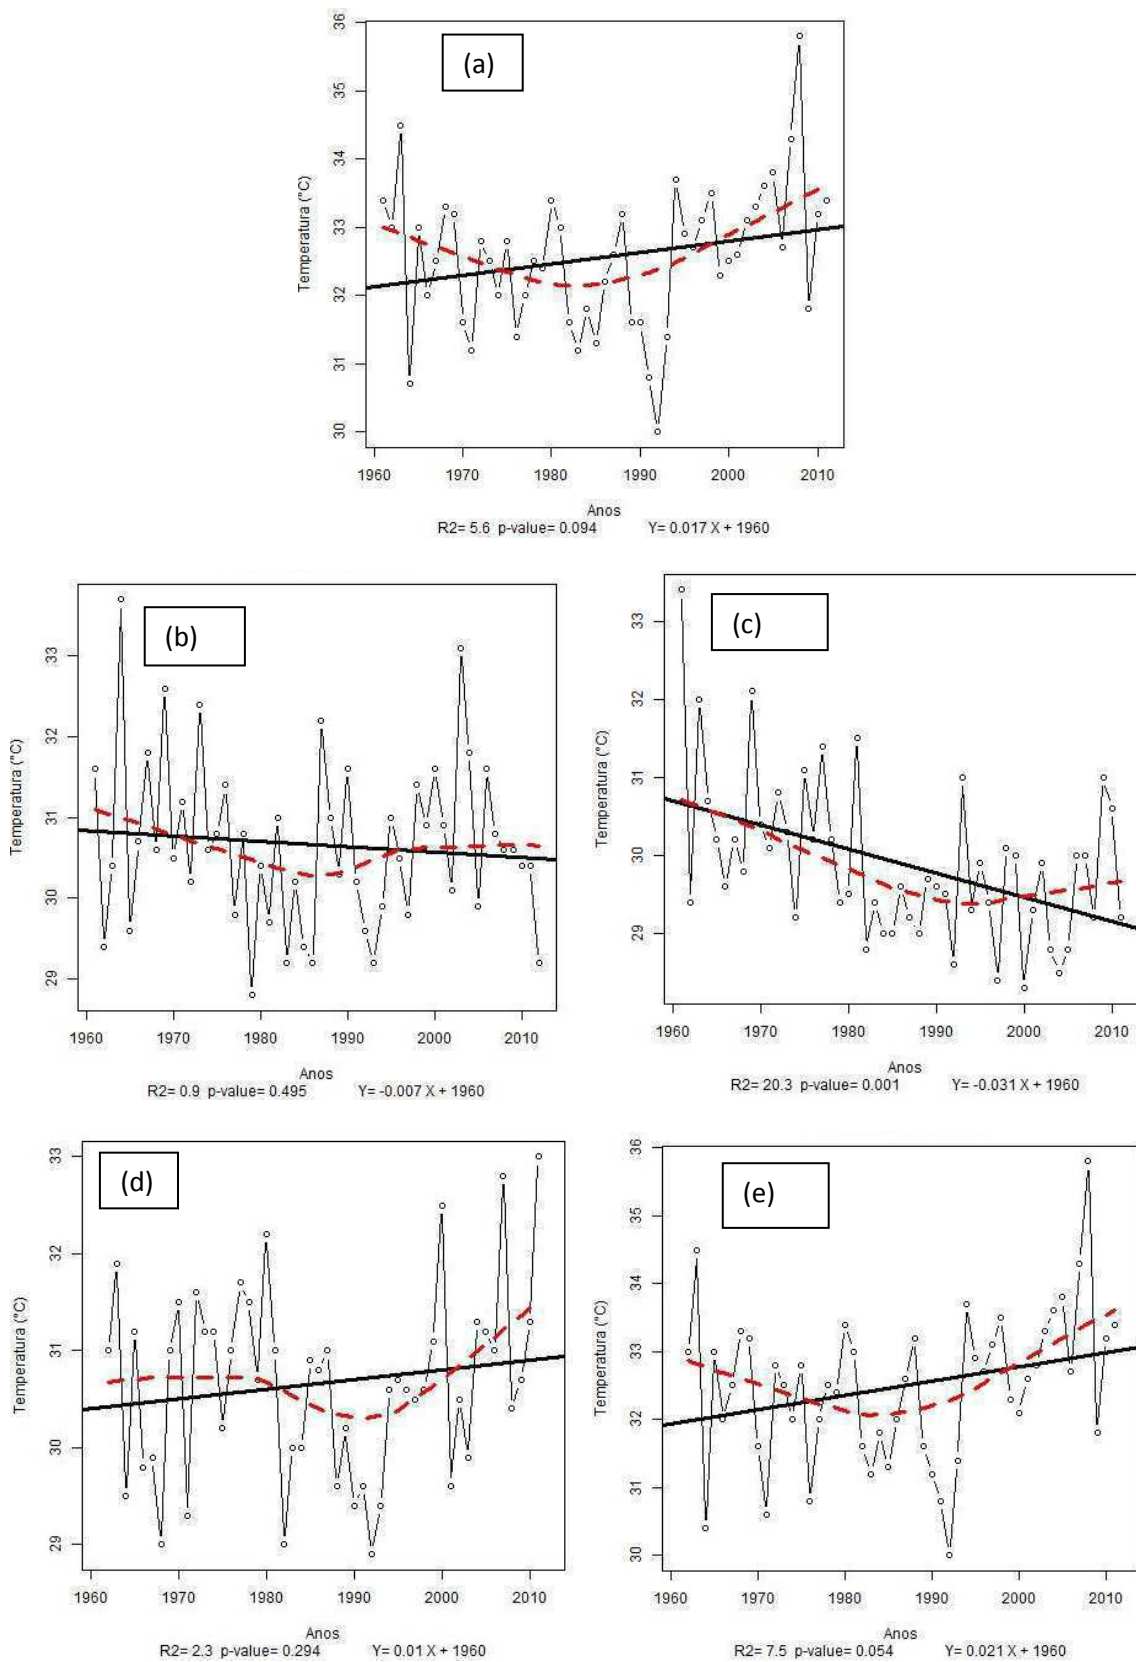 (a)
Temperatura (°C)
36
35
34
33
32
31
30
1960 1970 1980 1990 2000 2010
Anos
R2= 5.6 p-value= 0.094 Y= 0.017 X + 1960
(b)
Temperatura (°C)
33
32
31
30
29
1960 1970 1980 1990 2000 2010
Anos
R2= 0.9 p-value= 0.495 Y= -0.007 X + 1960
(c)
Temperatura (°C)
33
32
31
30
29
1960 1970 1980 1990 2000 2010
Anos
R2= 20.3 p-value= 0.001 Y= -0.031 X + 1960
(d)
Temperatura (°C)
33
32
31
30
29
1960 1970 1980 1990 2000 2010
Anos
R2= 2.3 p-value= 0.294 Y= 0.01 X + 1960
(e)
Temperatura (°C)
36
35
34
33
32
31
30
1960 1970 1980 1990 2000 2010
Anos
R2= 7.5 p-value= 0.054 Y= 0.021 X + 1960